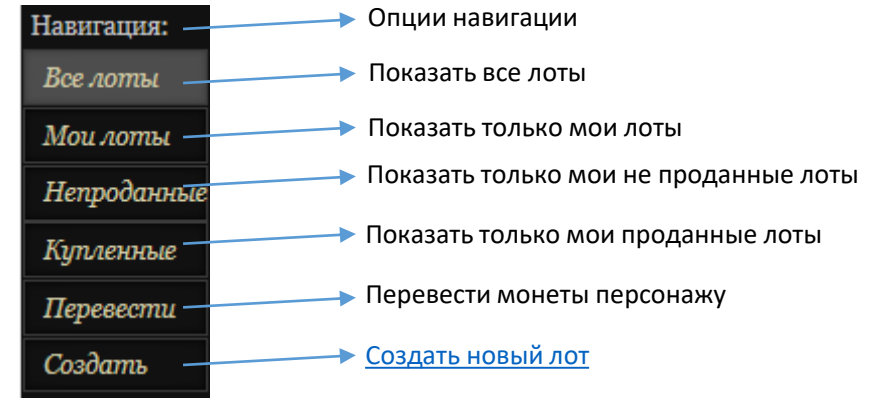 Навигация: Опции навигации
Все лоты Показать все лоты
Мои лоты Показать только мои лоты
Непроданные Показать только мои не проданные лоты
Купленные Показать только мои проданные лоты
Перевести Перевести монеты персонажу
Создать Создать новый лот